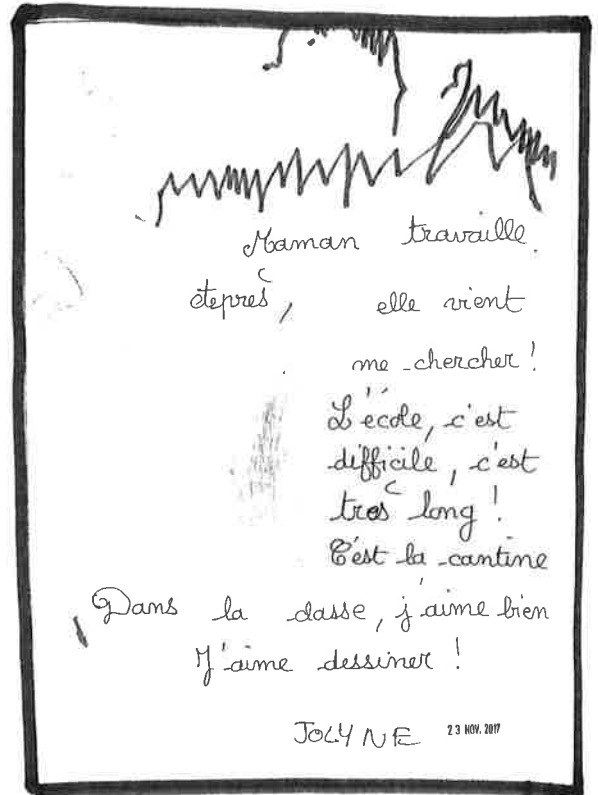 Maman travaille.
Après, elle vient
me chercher !
L'école, c'est
difficile, c'est
très long !
C'est la cantine
Dans la classe, j'aime bien
J'aime dessiner !
JOLYNE 23 NOV. 2017